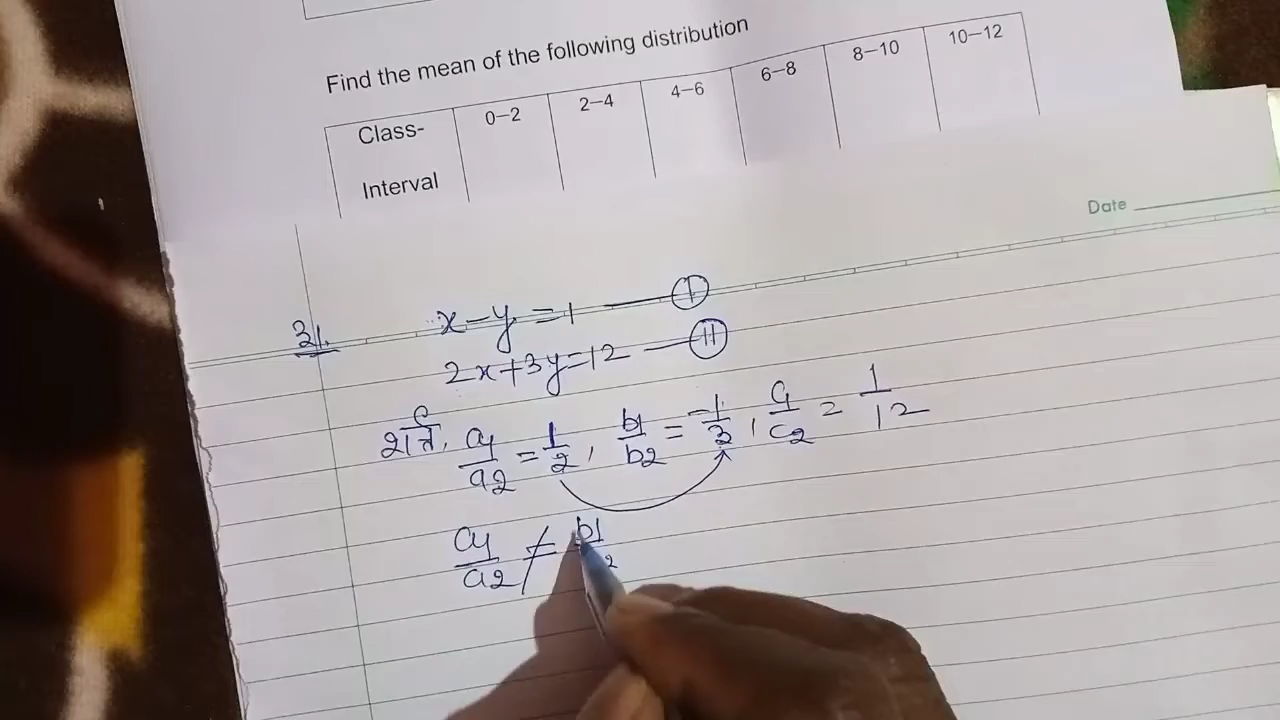 Find the mean of the following distribution
Class-Interval 0–2 2–4 4–6 6–8 8–10 10–12
Date
31. x-y=1 — I
2x+3y=12 — II
शर्त, a1/a2 = 1/2, b1/b2 = -1/3, c1/c2 = 1/12
a1/a2 ≠ b1/b2